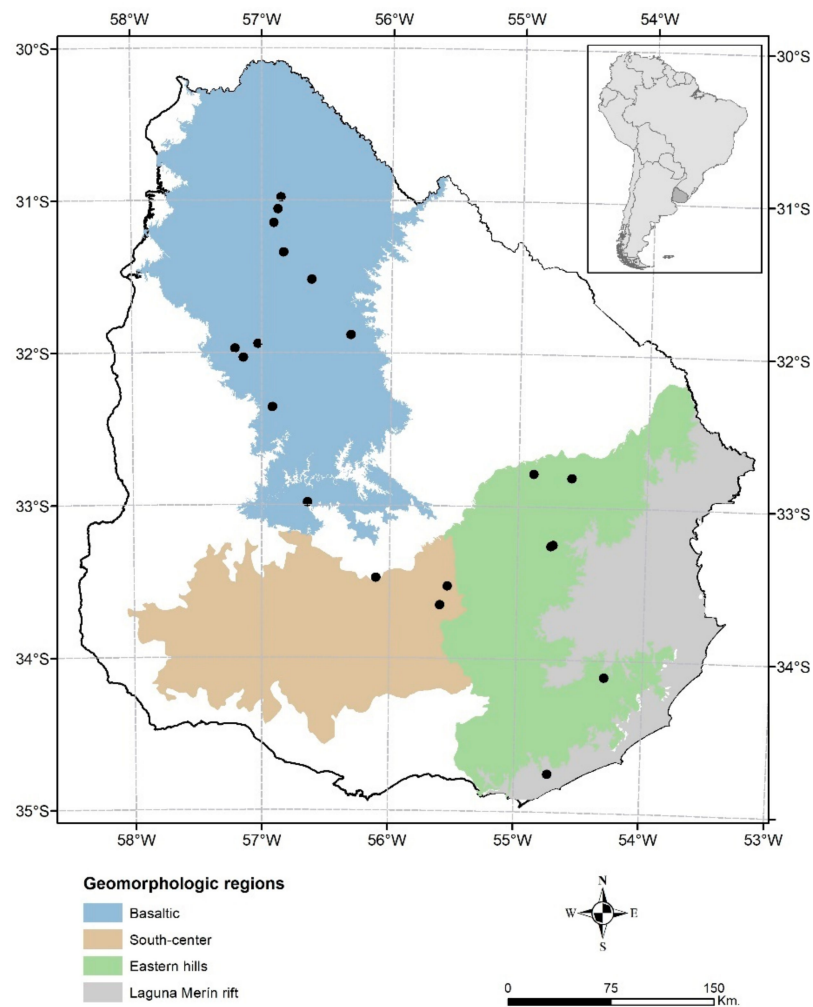 58°W 57°W 56°W 55°W 54°W
30°S 30°S
31°S 31°S
32°S 32°S
33°S 33°S
34°S 34°S
35°S
58°W 57°W 56°W 55°W 54°W 53°W
Geomorphologic regions
Basaltic
South-center
Eastern hills
Laguna Merín rift
N
W E
S
0 75 150
Km.